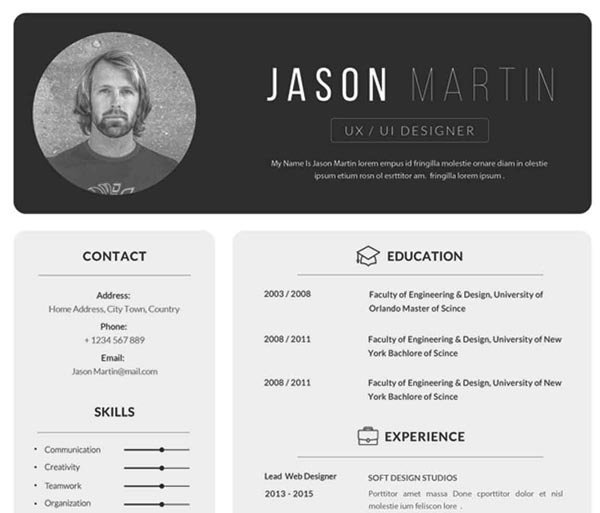 JASON MARTIN
UX / UI DESIGNER
My Name Is Jason Martin lorem empus id fringilla molestie ornare diam in olestie
ipsum etium rosn ol esrttitor am. fringilla lorem ipsum .
CONTACT
Address:
Home Address, City Town, Country
Phone:
+ 1234 567 889
Email:
Jason Martin@mail.com
SKILLS
• Communication
• Creativity
• Teamwork
• Organization
EDUCATION
2003 / 2008
Faculty of Engineering & Design, University of
Orlando Master of Scince
2008 / 2011
Faculty of Engineering & Design, University of New
York Bachlore of Scince
2008 / 2011
Faculty of Engineering & Design, University of New
York Bachlore of Scince
EXPERIENCE
Lead Web Designer
2013 - 2015
SOFT DESIGN STUDIOS
Porttitor amet massa Done cporttitor dolor et nisl
molestie ium feliscon lore .